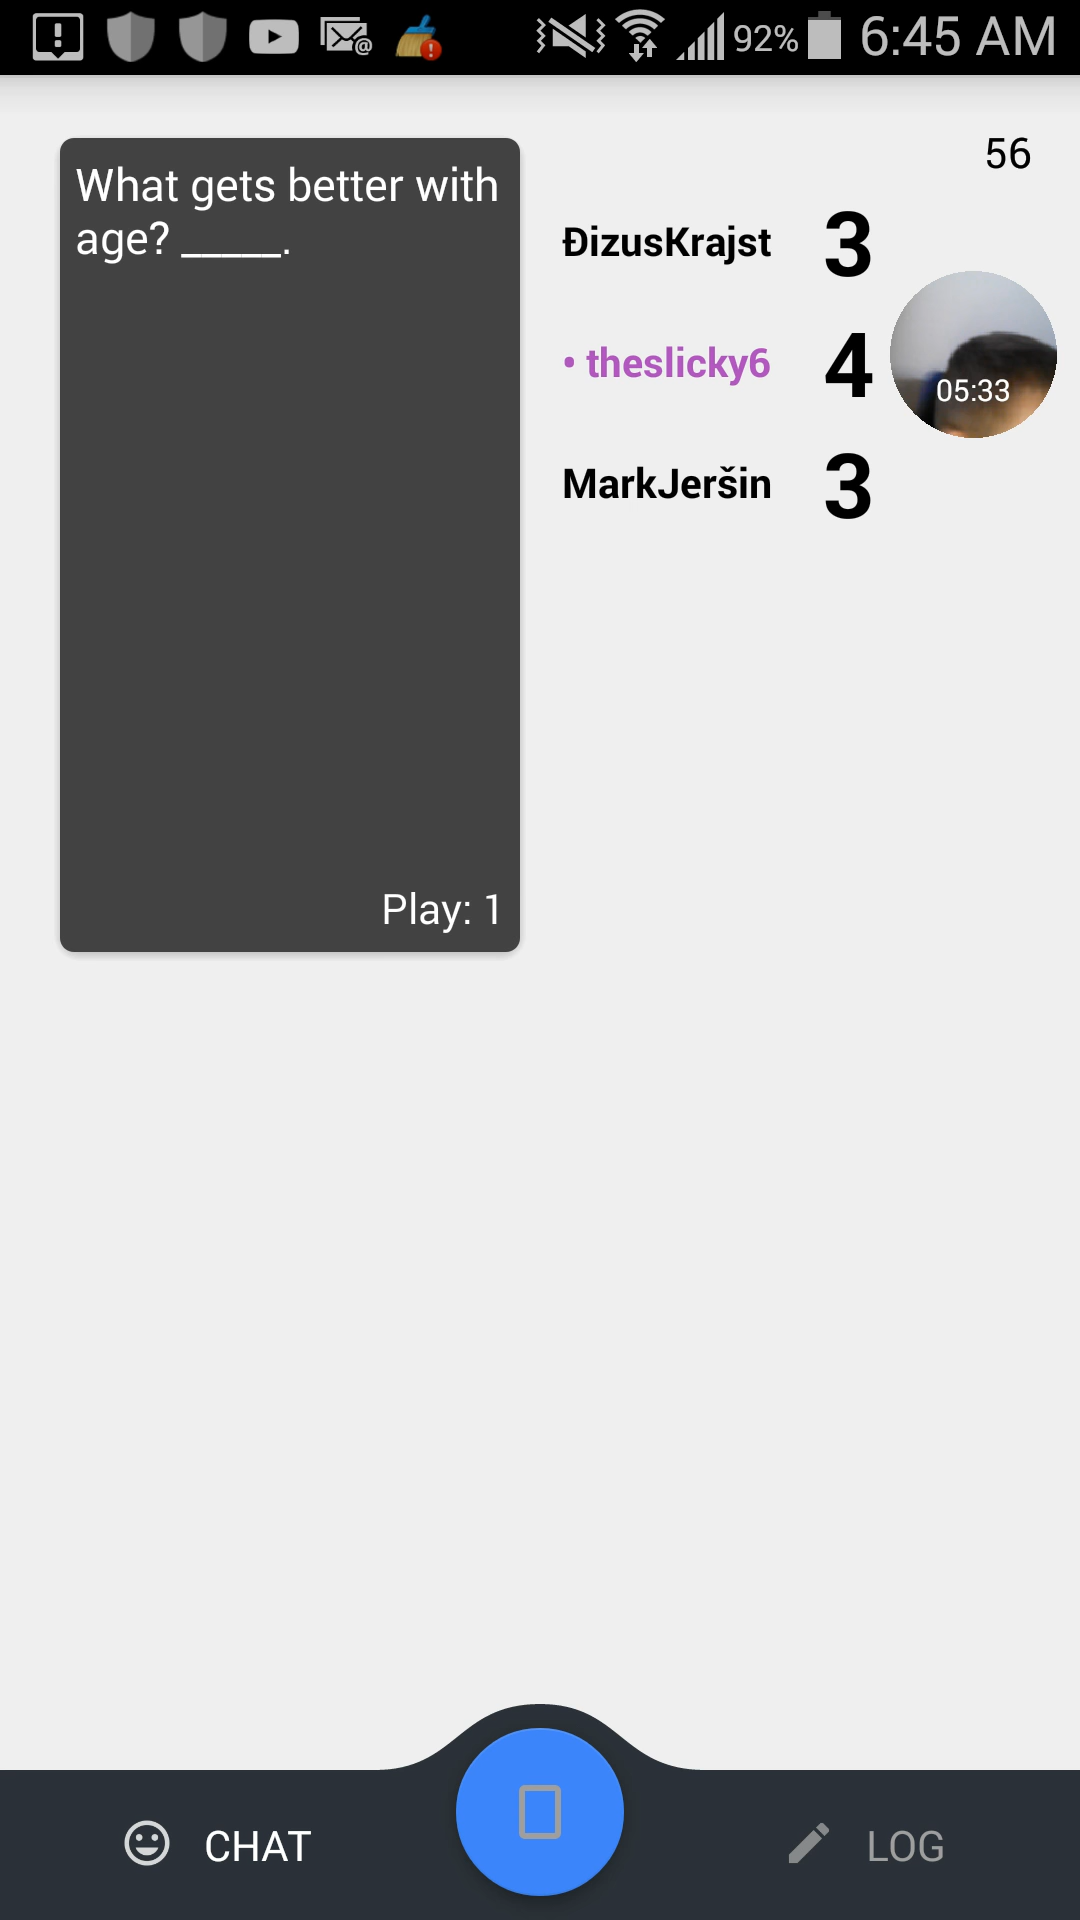 92% 6:45 AM
What gets better with
age? _____.
Play: 1
56
ĐizusKrajst 3
• theslicky6 4
05:33
MarkJeršin 3
CHAT
LOG